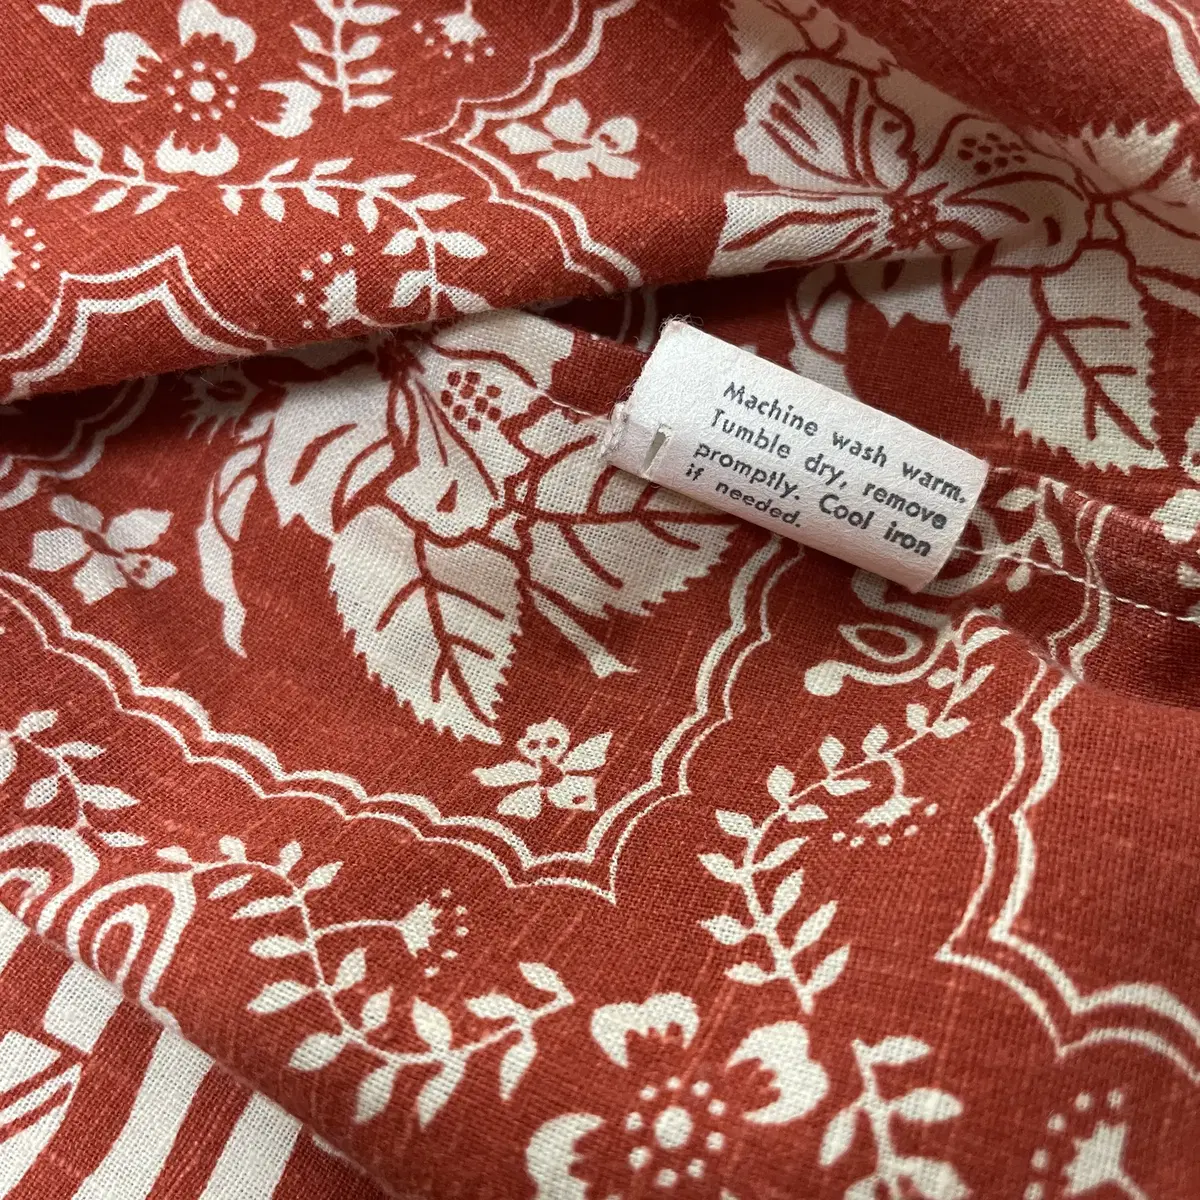 Machine wash warm.
Tumble dry, remove
promptly. Cool iron
if needed.